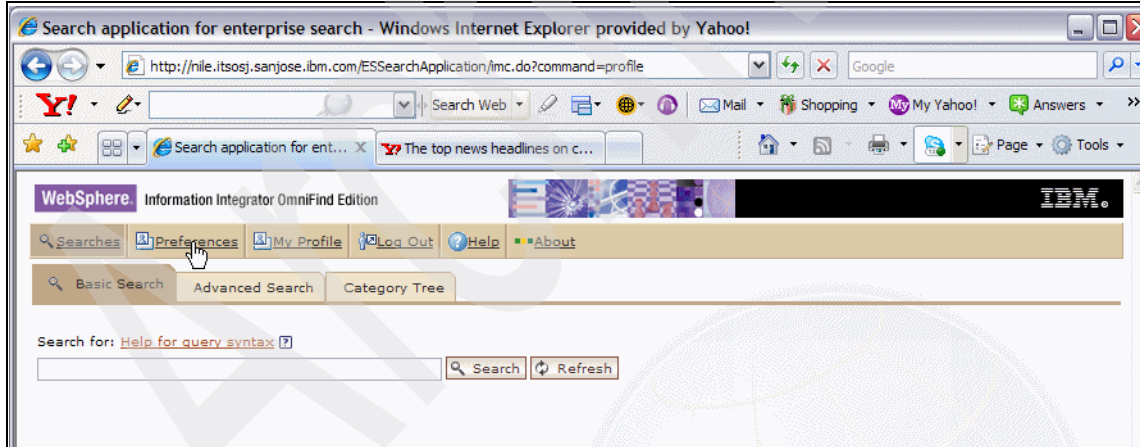 Search application for enterprise search - Windows Internet Explorer provided by Yahoo!
http://nile.itsosj.sanjose.ibm.com/ESSearchApplication/imc.do?command=profile
Google
Y! Search Web Mail Shopping My Yahoo! Answers »
Search application for ent... X Y! The top news headlines on c... Page Tools
WebSphere. Information Integrator OmniFind Edition IBM.
Searches Preferences My Profile Log Out Help About
Basic Search Advanced Search Category Tree
Search for: Help for query syntax ?
Search Refresh